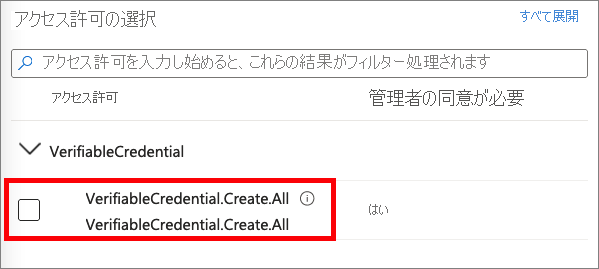 アクセス許可の選択
すべて展開
アクセス許可を入力し始めると、これらの結果がフィルター処理されます
アクセス許可
管理者の同意が必要
VerifiableCredential
VerifiableCredential.Create.All
はい
VerifiableCredential.Create.All